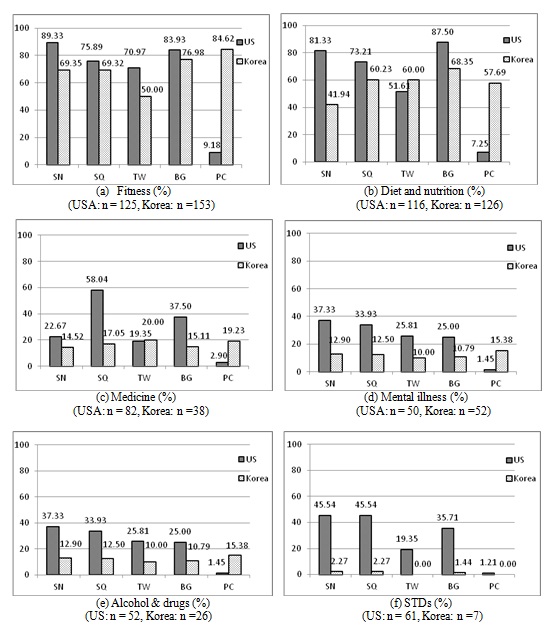 89.33 75.89 70.97 83.93 84.62
US
Korea
69.35 69.32 50.00 76.98 9.18
100
80
60
40
20
0
SN SQ TW BG PC
(a) Fitness (%)
(USA: n = 125, Korea: n =153)
81.33 73.21 51.61 60.00 87.50
US
Korea
41.94 60.23 68.35 7.25 57.69
100
80
60
40
20
0
SN SQ TW BG PC
(b) Diet and nutrition (%)
(USA: n = 116, Korea: n =126)
22.67 58.04 19.35 20.00 37.50
US
Korea
14.52 17.05 15.11 2.90 19.23
100
80
60
40
20
0
SN SQ TW BG PC
(c) Medicine (%)
(USA: n = 82, Korea: n =38)
37.33 33.93 25.81 25.00
US
Korea
12.90 12.50 10.00 10.79 1.45 15.38
100
80
60
40
20
0
SN SQ TW BG PC
(d) Mental illness (%)
(USA: n = 50, Korea: n =52)
37.33 33.93 25.81 25.00
US
Korea
12.90 12.50 10.00 10.79 1.45 15.38
100
80
60
40
20
0
SN SQ TW BG PC
(e) Alcohol & drugs (%)
(US: n = 52, Korea: n =26)
45.54 45.54 19.35 35.71
US
Korea
2.27 2.27 0.00 1.44 1.21 0.00
100
80
60
40
20
0
SN SQ TW BG PC
(f) STDs (%)
(US: n = 61, Korea: n =7)